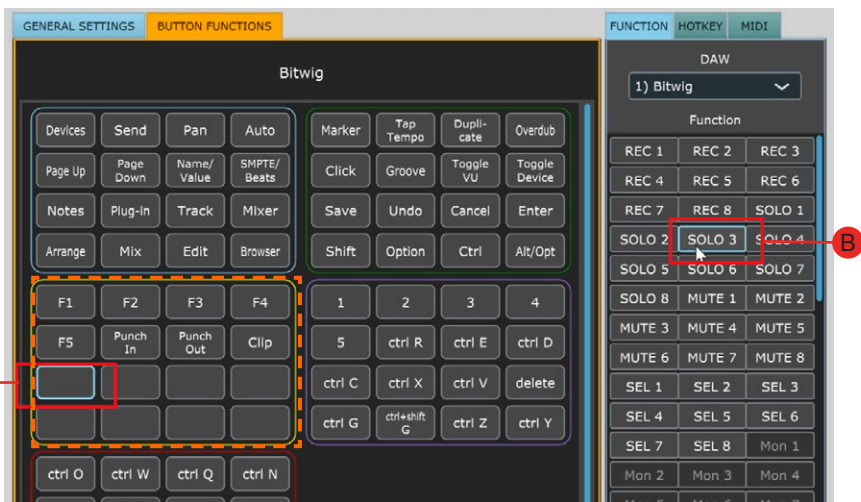 GENERAL SETTINGS BUTTON FUNCTIONS
Bitwig
Devices Send Pan Auto
Page Up Page Down Name/ Value SMPTE/ Beats
Notes Plug-in Track Mixer
Arrange Mix Edit Browser
Marker Tap Tempo Dupli- cate Overdub
Click Groove Toggle VU Toggle Device
Save Undo Cancel Enter
Shift Option Ctrl Alt/Opt
F1 F2 F3 F4
F5 Punch In Punch Out Clip
1 2 3 4
5 ctrl R ctrl E ctrl D
ctrl C ctrl X ctrl V delete
ctrl G ctrl+shift G ctrl Z ctrl Y
ctrl O ctrl W ctrl Q ctrl N
FUNCTION HOTKEY MIDI
DAW
1) Bitwig
Function
REC 1 REC 2 REC 3
REC 4 REC 5 REC 6
REC 7 REC 8 SOLO 1
SOLO 2 SOLO 3 SOLO 4
B
SOLO 5 SOLO 6 SOLO 7
SOLO 8 MUTE 1 MUTE 2
MUTE 3 MUTE 4 MUTE 5
MUTE 6 MUTE 7 MUTE 8
SEL 1 SEL 2 SEL 3
SEL 4 SEL 5 SEL 6
SEL 7 SEL 8 Mon 1
Mon 2 Mon 3 Mon 4